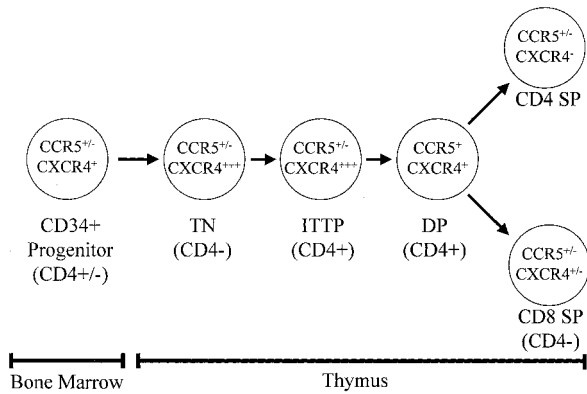 CCR5+/-
CXCR4-
CD4 SP
CCR5+/-
CXCR4+
CD34+
Progenitor
(CD4+/-)
CCR5+/-
CXCR4+++
TN
(CD4-)
CCR5+/-
CXCR4+++
ITTP
(CD4+)
CCR5+
CXCR4+
DP
(CD4+)
CCR5+/-
CXCR4+/-
CD8 SP
(CD4-)
Bone Marrow
Thymus